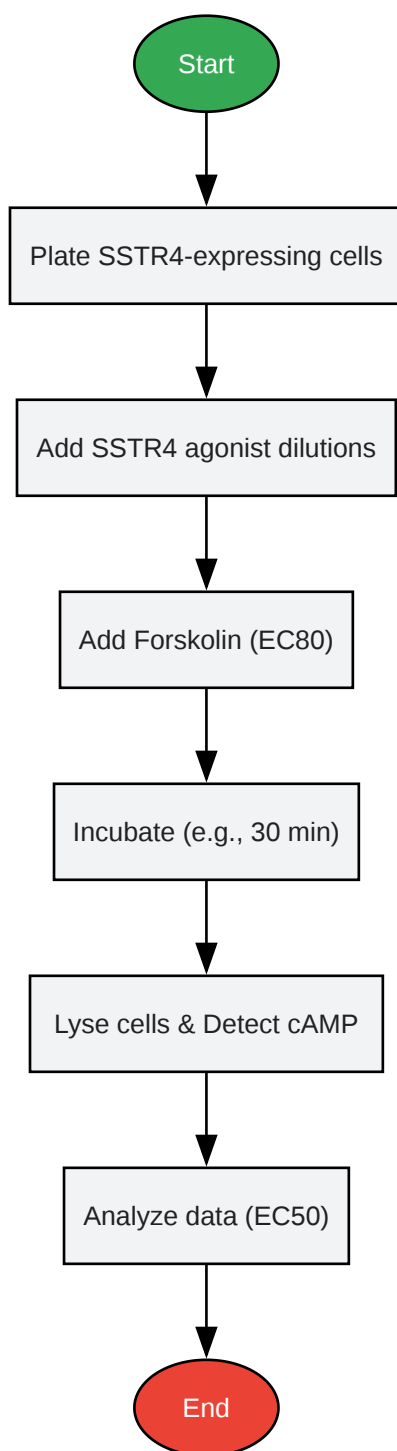 Start
Plate SSTR4-expressing cells
Add SSTR4 agonist dilutions
Add Forskolin (EC80)
Incubate (e.g., 30 min)
Lyse cells & Detect cAMP
Analyze data (EC50)
End